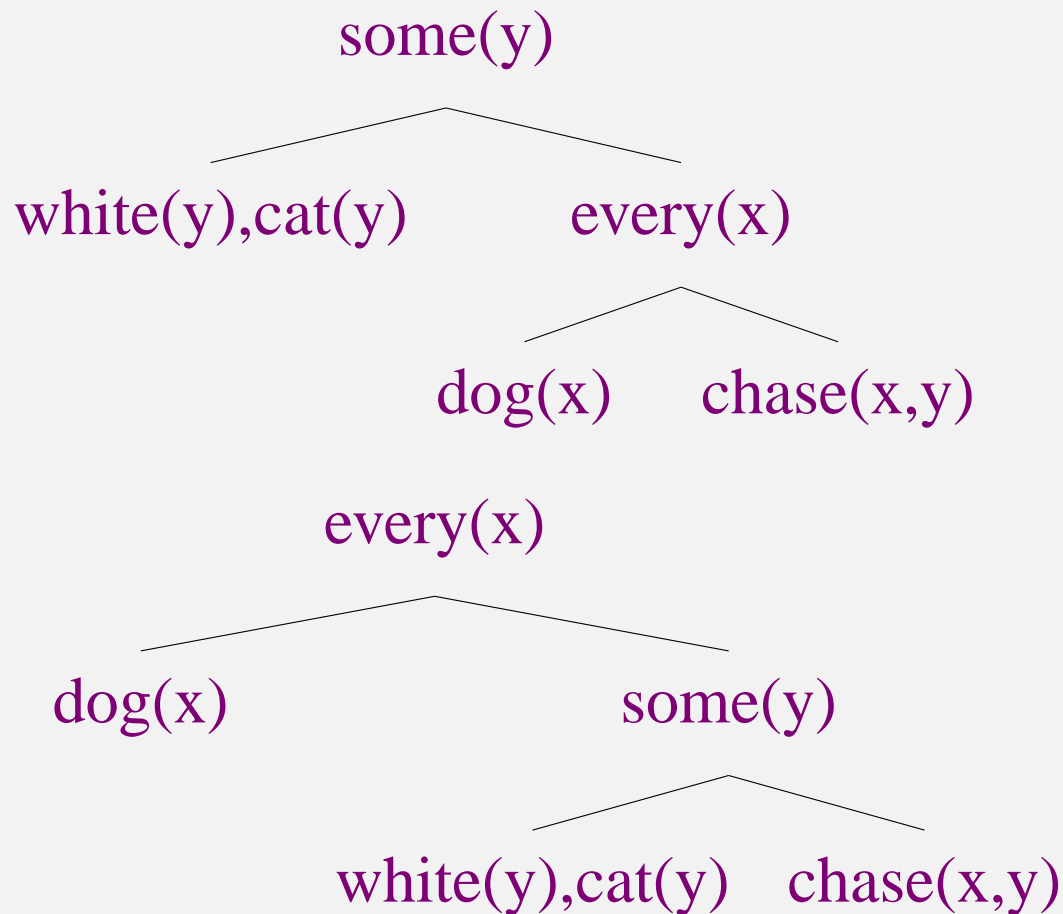 some(y)
white(y),cat(y) every(x)
dog(x) chase(x,y)
every(x)
dog(x) some(y)
white(y),cat(y) chase(x,y)